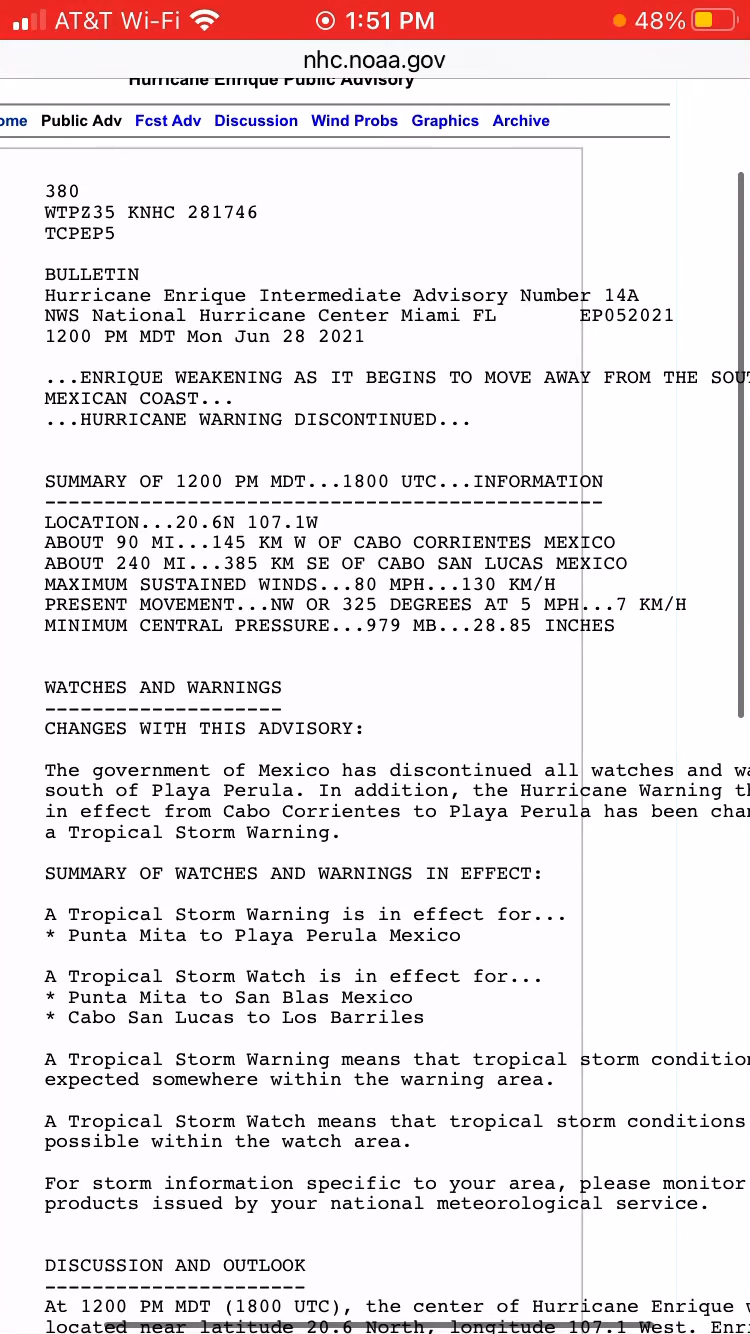 AT&T Wi-Fi 1:51 PM 48%
nhc.noaa.gov
Hurricane Enrique Public Advisory
ome Public Adv Fcst Adv Discussion Wind Probs Graphics Archive
380
WTPZ35 KNHC 281746
TCPEP5
BULLETIN
Hurricane Enrique Intermediate Advisory Number 14A
NWS National Hurricane Center Miami FL EP052021
1200 PM MDT Mon Jun 28 2021
...ENRIQUE WEAKENING AS IT BEGINS TO MOVE AWAY FROM THE SOUT
MEXICAN COAST...
...HURRICANE WARNING DISCONTINUED...
SUMMARY OF 1200 PM MDT...1800 UTC...INFORMATION
-----------------------------------------------
LOCATION...20.6N 107.1W
ABOUT 90 MI...145 KM W OF CABO CORRIENTES MEXICO
ABOUT 240 MI...385 KM SE OF CABO SAN LUCAS MEXICO
MAXIMUM SUSTAINED WINDS...80 MPH...130 KM/H
PRESENT MOVEMENT...NW OR 325 DEGREES AT 5 MPH...7 KM/H
MINIMUM CENTRAL PRESSURE...979 MB...28.85 INCHES
WATCHES AND WARNINGS
--------------------
CHANGES WITH THIS ADVISORY:
The government of Mexico has discontinued all watches and wa
south of Playa Perula. In addition, the Hurricane Warning th
in effect from Cabo Corrientes to Playa Perula has been chan
a Tropical Storm Warning.
SUMMARY OF WATCHES AND WARNINGS IN EFFECT:
A Tropical Storm Warning is in effect for...
* Punta Mita to Playa Perula Mexico
A Tropical Storm Watch is in effect for...
* Punta Mita to San Blas Mexico
* Cabo San Lucas to Los Barriles
A Tropical Storm Warning means that tropical storm condition
expected somewhere within the warning area.
A Tropical Storm Watch means that tropical storm conditions
possible within the watch area.
For storm information specific to your area, please monitor
products issued by your national meteorological service.
DISCUSSION AND OUTLOOK
----------------------
At 1200 PM MDT (1800 UTC), the center of Hurricane Enrique w
located near latitude 20.6 North, longitude 107.1 West. Enr